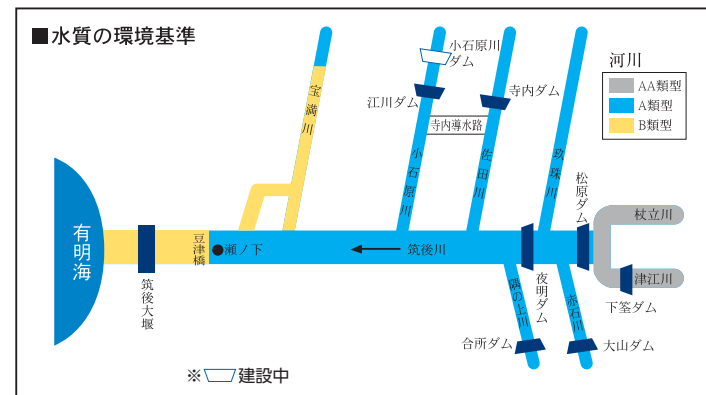 ■水質の環境基準
河川
AA類型
A類型
B類型
小石原川
ダム
江川ダム
寺内ダム
寺内導水路
宝満川
小石原川
佐田川
玖珠川
松原ダム
杖立川
津江川
下筌ダム
有明海
筑後大堰
豆津橋
●瀬ノ下
筑後川
夜明ダム
隈の上川
赤石川
合所ダム
大山ダム
※建設中